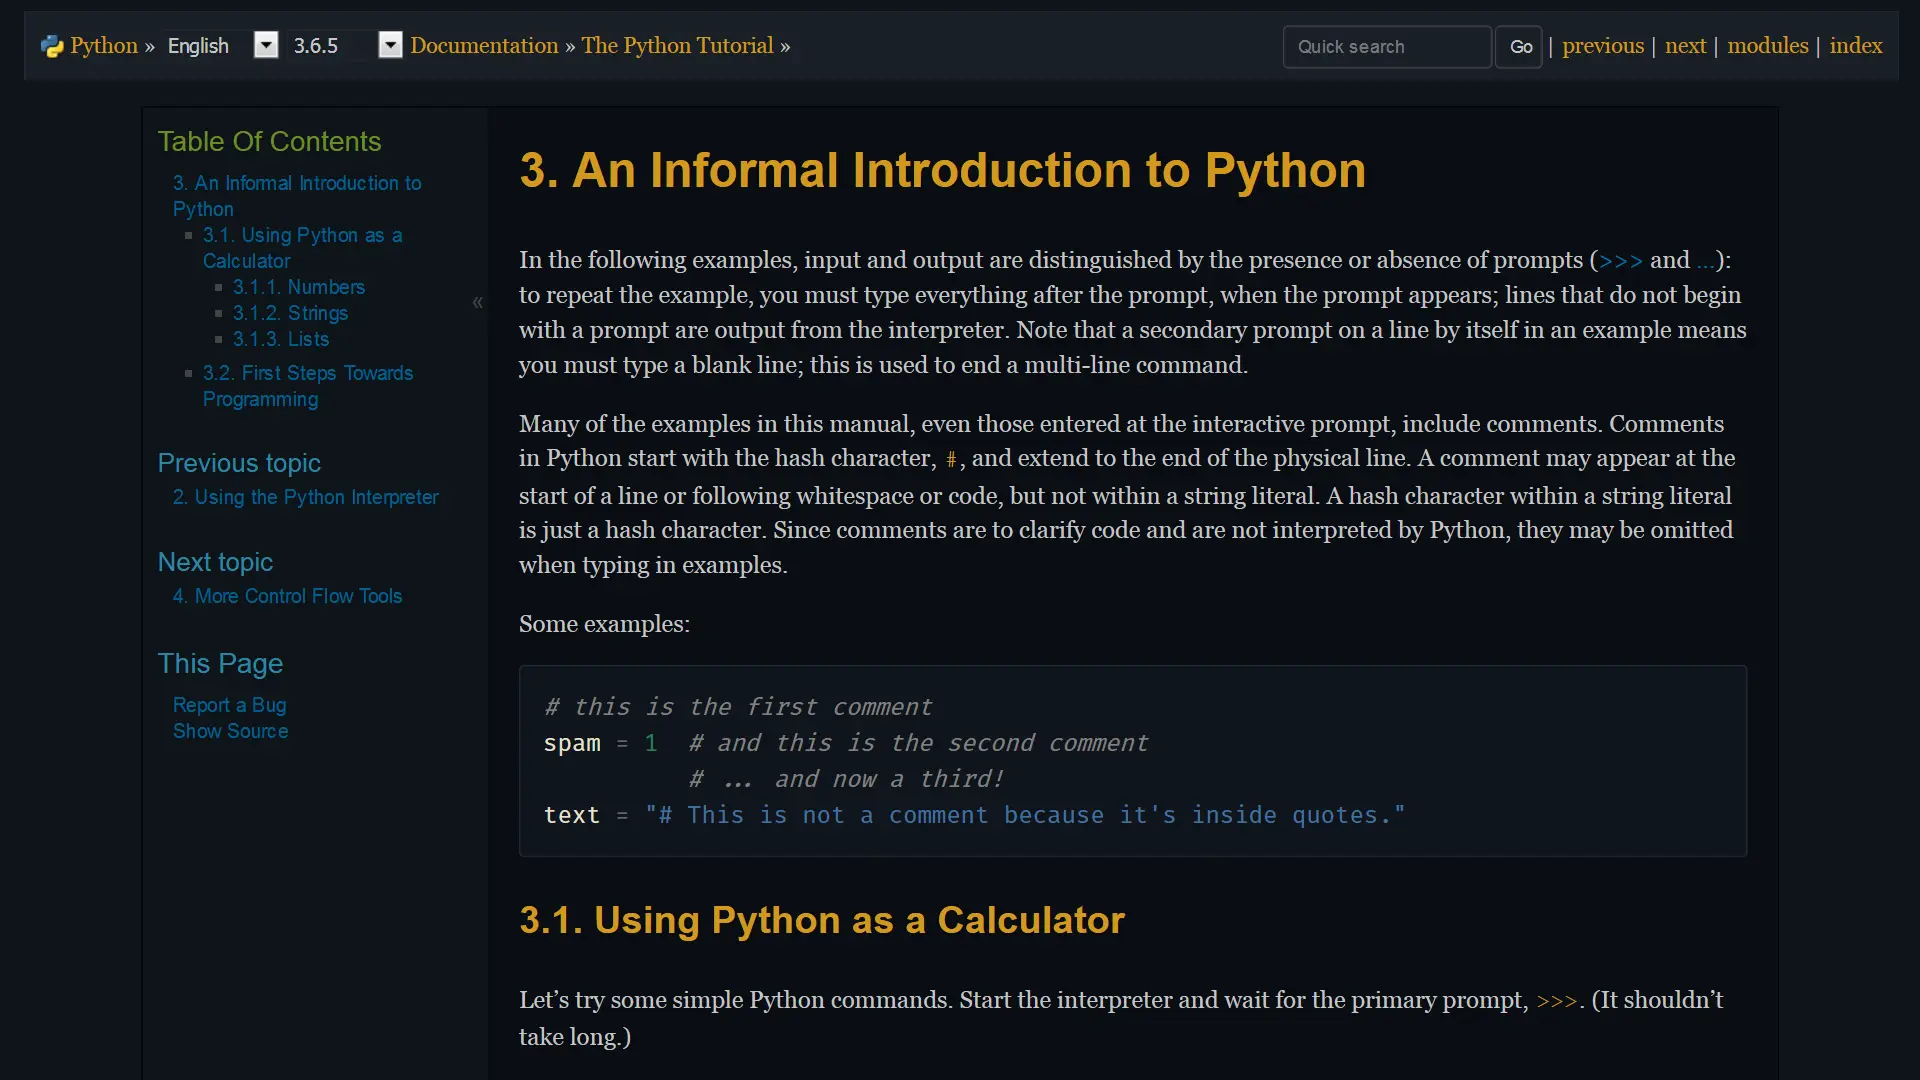 Python » English 3.6.5 Documentation » The Python Tutorial »
Quick search Go | previous | next | modules | index
Table Of Contents
3. An Informal Introduction to
Python
3.1. Using Python as a
Calculator
3.1.1. Numbers
3.1.2. Strings
3.1.3. Lists
3.2. First Steps Towards
Programming
Previous topic
2. Using the Python Interpreter
Next topic
4. More Control Flow Tools
This Page
Report a Bug
Show Source
«
3. An Informal Introduction to Python
In the following examples, input and output are distinguished by the presence or absence of prompts (>>> and ...):
to repeat the example, you must type everything after the prompt, when the prompt appears; lines that do not begin
with a prompt are output from the interpreter. Note that a secondary prompt on a line by itself in an example means
you must type a blank line; this is used to end a multi-line command.
Many of the examples in this manual, even those entered at the interactive prompt, include comments. Comments
in Python start with the hash character, #, and extend to the end of the physical line. A comment may appear at the
start of a line or following whitespace or code, but not within a string literal. A hash character within a string literal
is just a hash character. Since comments are to clarify code and are not interpreted by Python, they may be omitted
when typing in examples.
Some examples:
# this is the first comment
spam = 1  # and this is the second comment
          # ... and now a third!
text = "# This is not a comment because it's inside quotes."
3.1. Using Python as a Calculator
Let’s try some simple Python commands. Start the interpreter and wait for the primary prompt, >>>. (It shouldn’t
take long.)